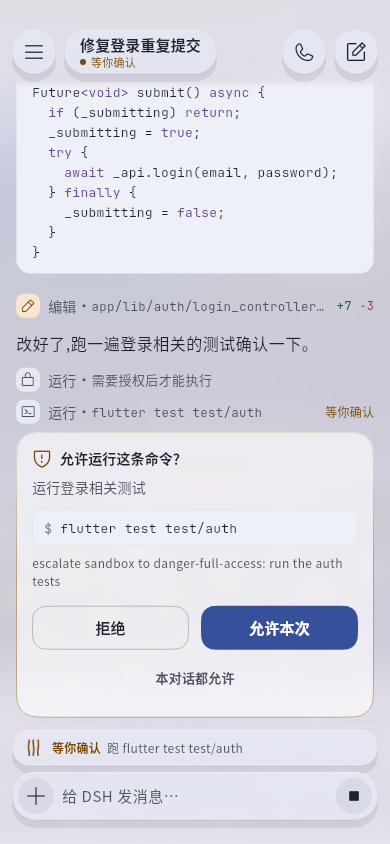 修复登录重复提交
等你确认
Future<void> submit() async {
if (_submitting) return;
_submitting = true;
try {
await _api.login(email, password);
} finally {
_submitting = false;
}
}
编辑 · app/lib/auth/login_controller… +7 -3
改好了,跑一遍登录相关的测试确认一下。
运行 · 需要授权后才能执行
运行 · flutter test test/auth 等你确认
允许运行这条命令?
运行登录相关测试
$ flutter test test/auth
escalate sandbox to danger-full-access: run the auth
tests
拒绝 允许本次
本对话都允许
等你确认 跑 flutter test test/auth
给 DSH 发消息…